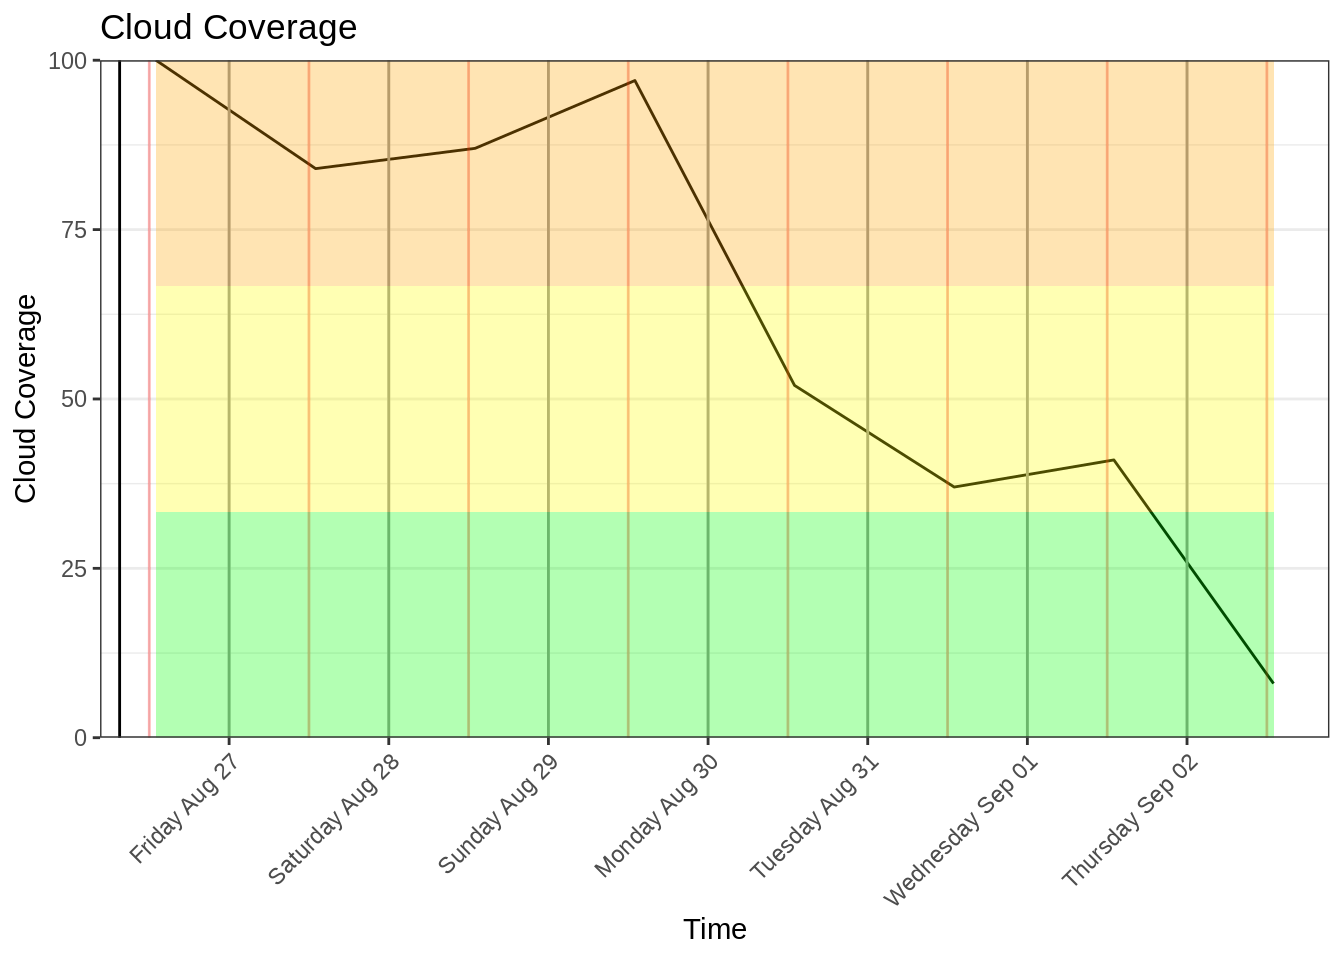 Cloud Coverage
Cloud Coverage
100
75
50
25
0
Friday Aug 27
Saturday Aug 28
Sunday Aug 29
Monday Aug 30
Tuesday Aug 31
Wednesday Sep 01
Thursday Sep 02
Time